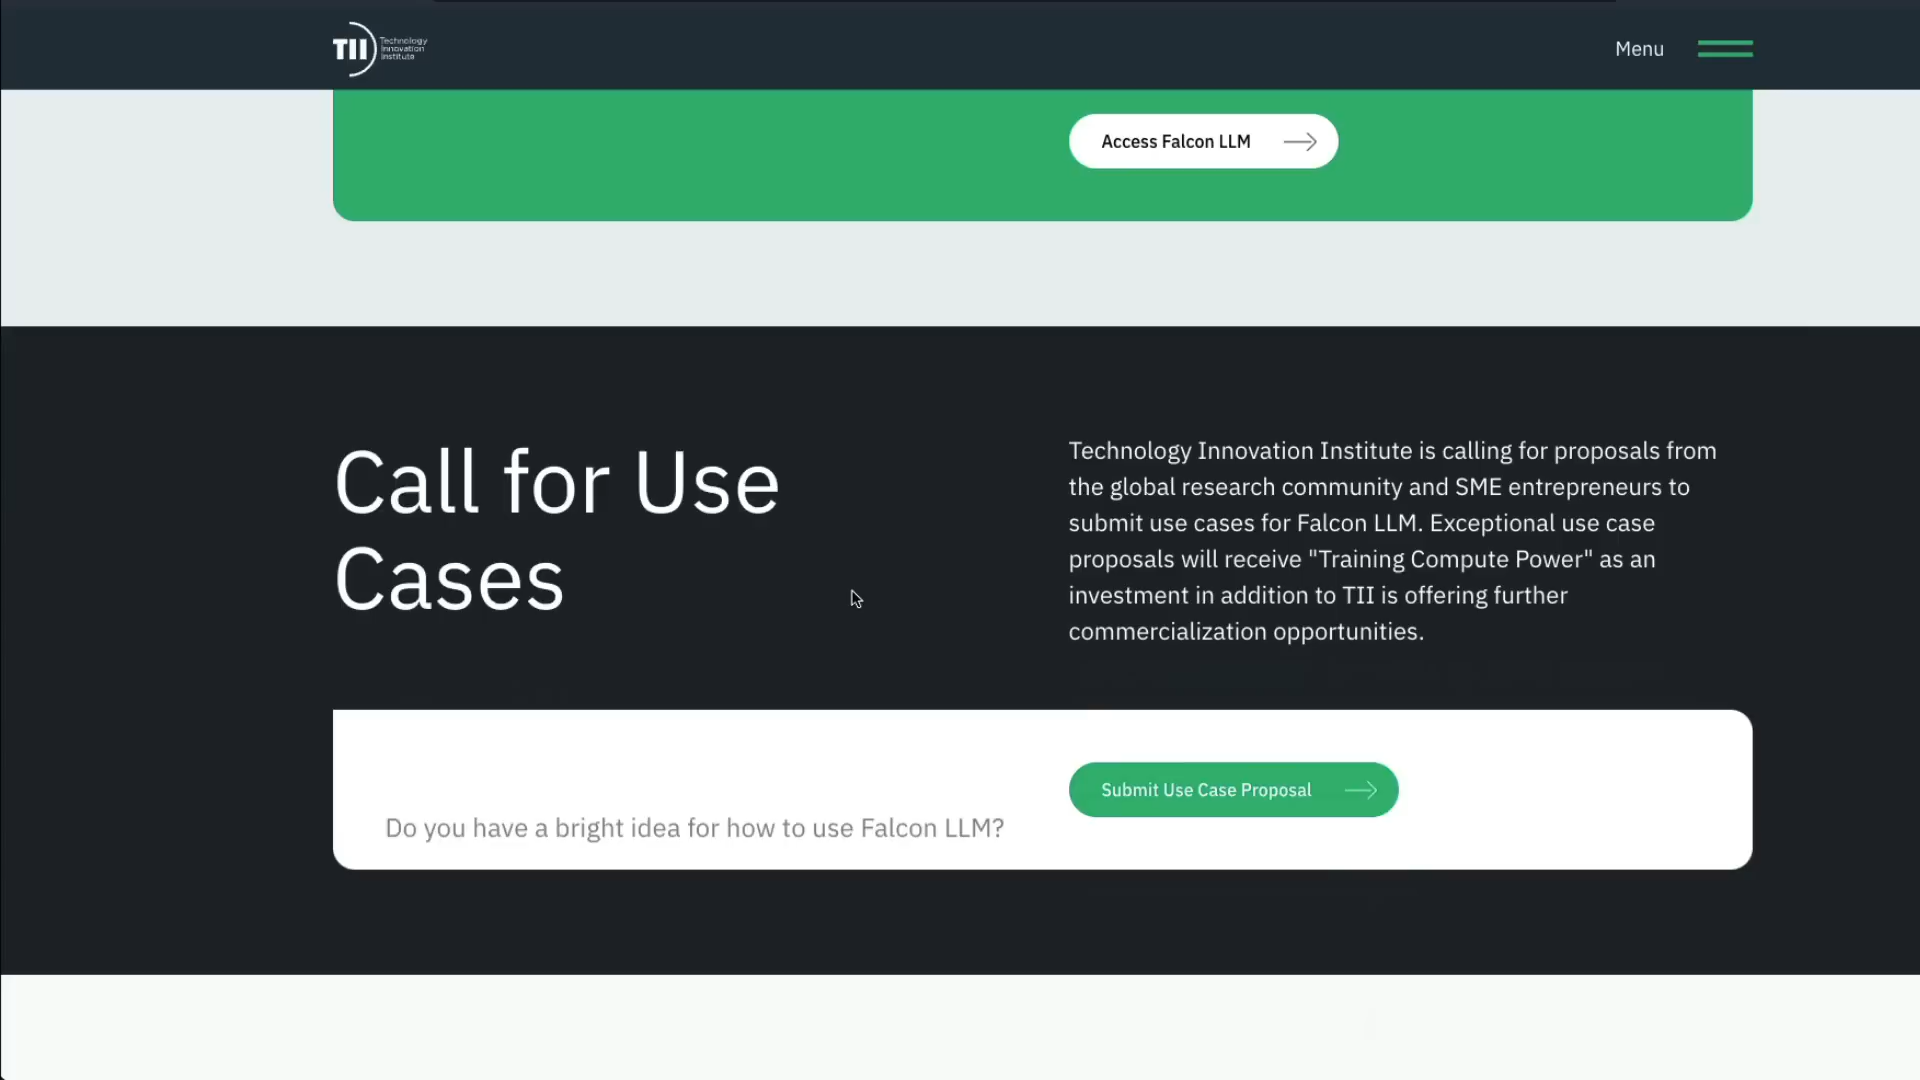 TII
Technology
Innovation
Institute
Menu
Access Falcon LLM
Call for Use
Cases
Technology Innovation Institute is calling for proposals from
the global research community and SME entrepreneurs to
submit use cases for Falcon LLM. Exceptional use case
proposals will receive "Training Compute Power" as an
investment in addition to TII is offering further
commercialization opportunities.
Do you have a bright idea for how to use Falcon LLM?
Submit Use Case Proposal